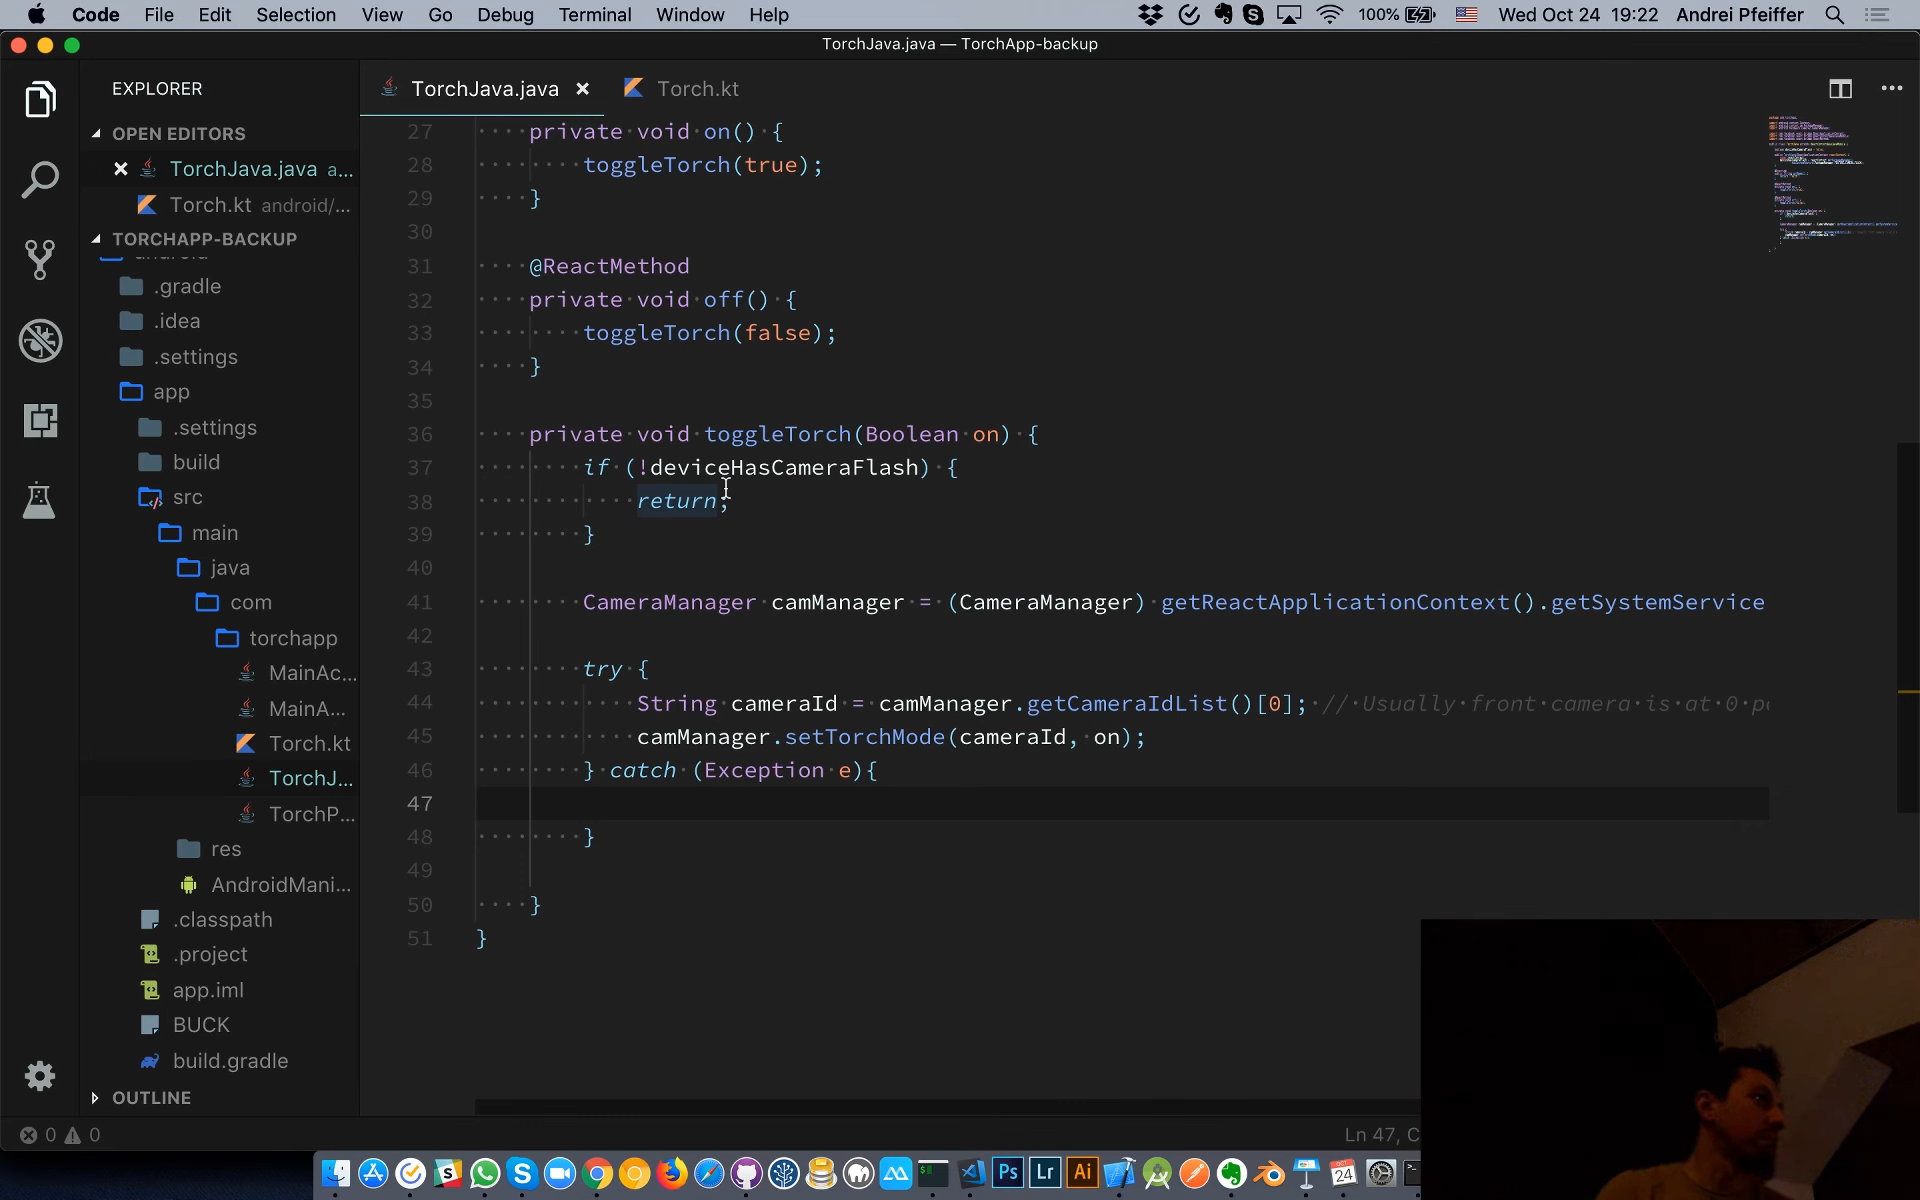 Code File Edit Selection View Go Debug Terminal Window Help 100% Wed Oct 24 19:22 Andrei Pfeiffer
TorchJava.java — TorchApp-backup
EXPLORER
OPEN EDITORS
TorchJava.java a...
Torch.kt android/...
TORCHAPP-BACKUP
android
.gradle
.idea
.settings
app
.settings
build
src
main
java
com
torchapp
MainAc...
MainA...
Torch.kt
TorchJ...
TorchP...
res
AndroidMani...
.classpath
.project
app.iml
BUCK
build.gradle
OUTLINE
0 0
TorchJava.java Torch.kt
27 private void on() {
28 toggleTorch(true);
29 }
30
31 @ReactMethod
32 private void off() {
33 toggleTorch(false);
34 }
35
36 private void toggleTorch(Boolean on) {
37 if (!deviceHasCameraFlash) {
38 return;
39 }
40
41 CameraManager camManager = (CameraManager) getReactApplicationContext().getSystemService
42
43 try {
44 String cameraId = camManager.getCameraIdList()[0]; // Usually front camera is at 0
45 camManager.setTorchMode(cameraId, on);
46 } catch (Exception e){
47
48 }
49
50 }
51 }
Ln 47, C
Ps Lr Ai 24